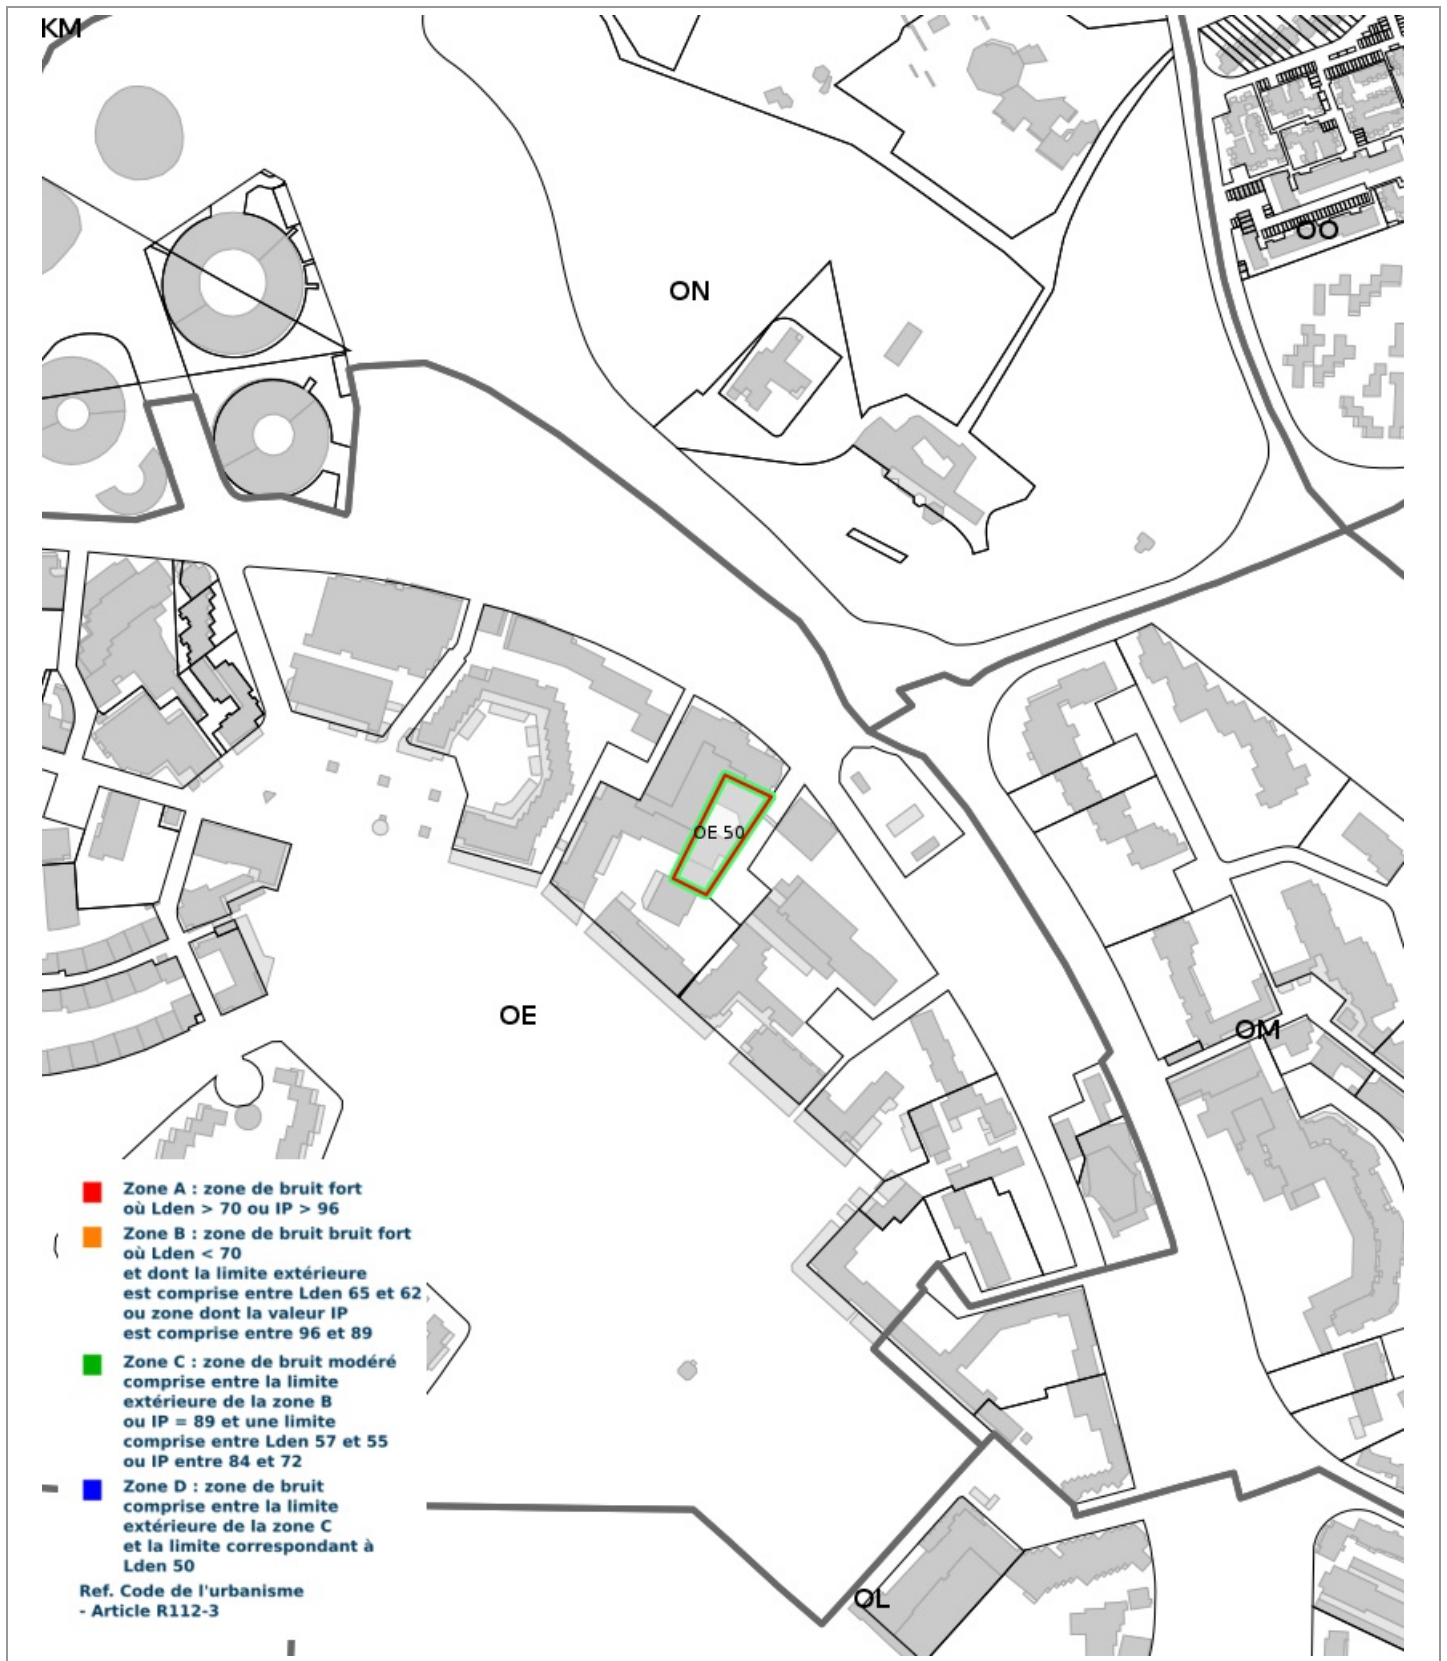 KM
OO
ON
OE 50
OE
OM
Zone A : zone de bruit fort
où Lden > 70 ou IP > 96
Zone B : zone de bruit bruit fort
où Lden < 70
et dont la limite extérieure
est comprise entre Lden 65 et 62
ou zone dont la valeur IP
est comprise entre 96 et 89
Zone C : zone de bruit modéré
comprise entre la limite
extérieure de la zone B
ou IP = 89 et une limite
comprise entre Lden 57 et 55
ou IP entre 84 et 72
Zone D : zone de bruit
comprise entre la limite
extérieure de la zone C
et la limite correspondant à
Lden 50
Ref. Code de l'urbanisme
- Article R112-3
OL